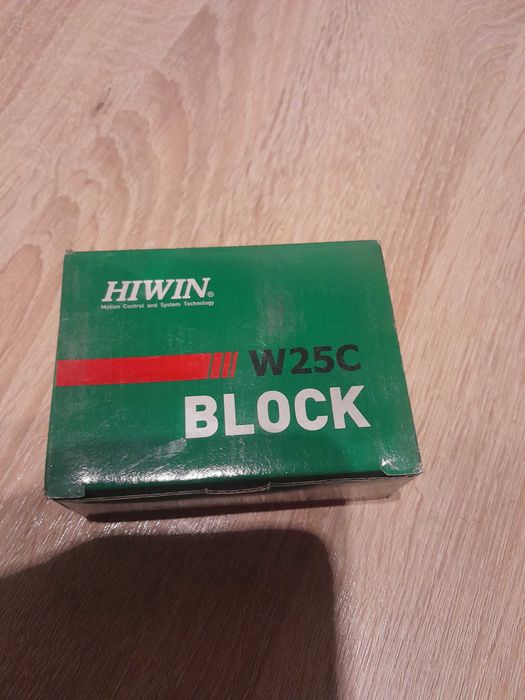 HIWIN®
Motion Control and System Technology
W25C
BLOCK